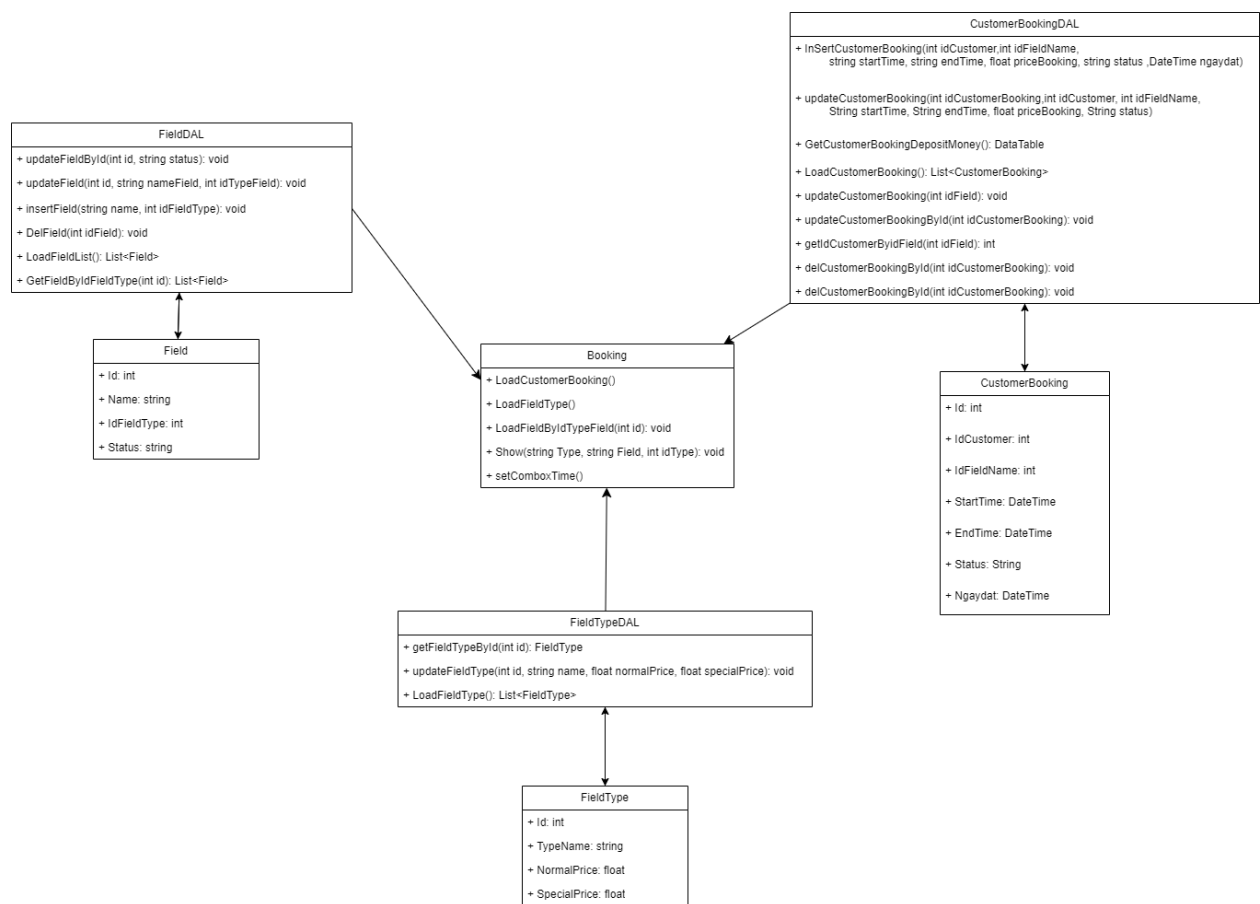 CustomerBookingDAL
+ InSertCustomerBooking(int idCustomer,int idFieldName,
string startTime, string endTime, float priceBooking, string status ,DateTime ngaydat)
+ updateCustomerBooking(int idCustomerBooking,int idCustomer, int idFieldName,
String startTime, String endTime, float priceBooking, String status)
+ GetCustomerBookingDepositMoney(): DataTable
+ LoadCustomerBooking(): List<CustomerBooking>
+ updateCustomerBooking(int idField): void
+ updateCustomerBookingById(int idCustomerBooking): void
+ getIdCustomerByidField(int idField): int
+ delCustomerBookingById(int idCustomerBooking): void
+ delCustomerBookingById(int idCustomerBooking): void
FieldDAL
+ updateFieldById(int id, string status): void
+ updateField(int id, string nameField, int idTypeField): void
+ insertField(string name, int idFieldType): void
+ DelField(int idField): void
+ LoadFieldList(): List<Field>
+ GetFieldByIdFieldType(int id): List<Field>
Field
+ Id: int
+ Name: string
+ IdFieldType: int
+ Status: string
Booking
+ LoadCustomerBooking()
+ LoadFieldType()
+ LoadFieldByIdTypeField(int id): void
+ Show(string Type, string Field, int idType): void
+ setComboxTime()
CustomerBooking
+ Id: int
+ IdCustomer: int
+ IdFieldName: int
+ StartTime: DateTime
+ EndTime: DateTime
+ Status: String
+ Ngaydat: DateTime
FieldTypeDAL
+ getFieldTypeById(int id): FieldType
+ updateFieldType(int id, string name, float normalPrice, float specialPrice): void
+ LoadFieldType(): List<FieldType>
FieldType
+ Id: int
+ TypeName: string
+ NormalPrice: float
+ SpecialPrice: float